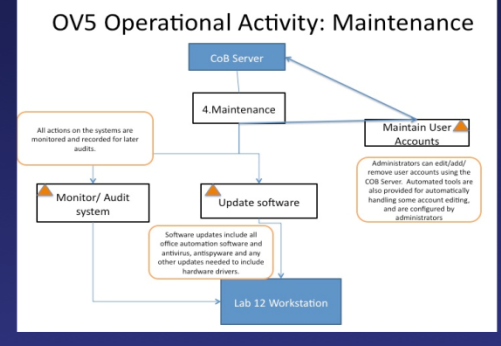 OV5 Operational Activity: Maintenance
CoB Server
4.Maintenance
All actions on the systems are
monitored and recorded for later
audits.
Maintain User
Accounts
Administrators can edit/add/
remove user accounts using the
COB Server. Automated tools are
also provided for automatically
handling some account editing,
and are configured by
administrators
Monitor/ Audit
system
Update software
Software updates include all
office automation software and
antivirus, antispyware and any
other updates needed to include
hardware drivers.
Lab 12 Workstation